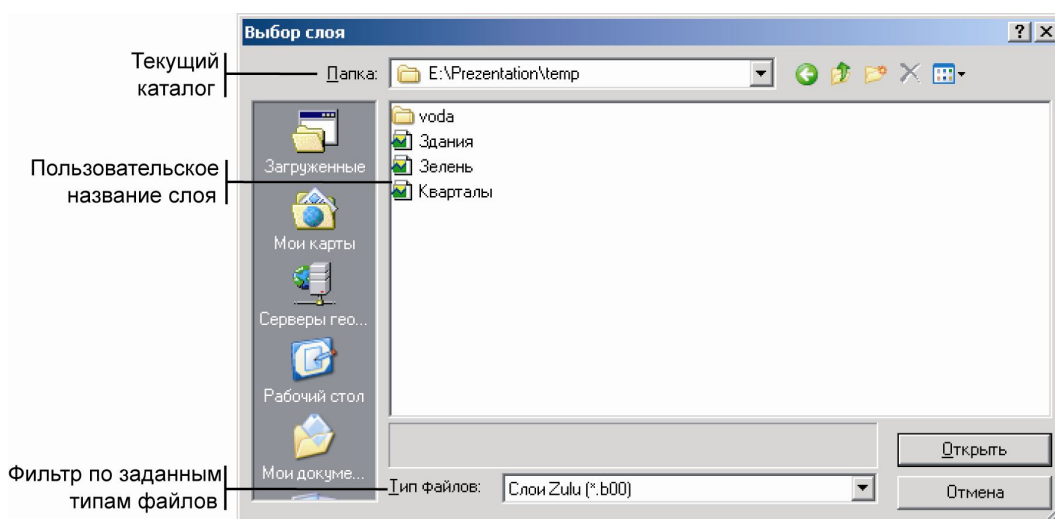 Выбор слоя
Текущий
каталог
Папка:
E:\Prezentation\temp
voda
Здания
Зелень
Кварталы
Пользовательское
название слоя
Загруженные
Мои карты
Серверы гео...
Рабочий стол
Мои докуме...
Фильтр по заданным
типам файлов
Тип файлов:
Слои Zulu (*.b00)
Открыть
Отмена